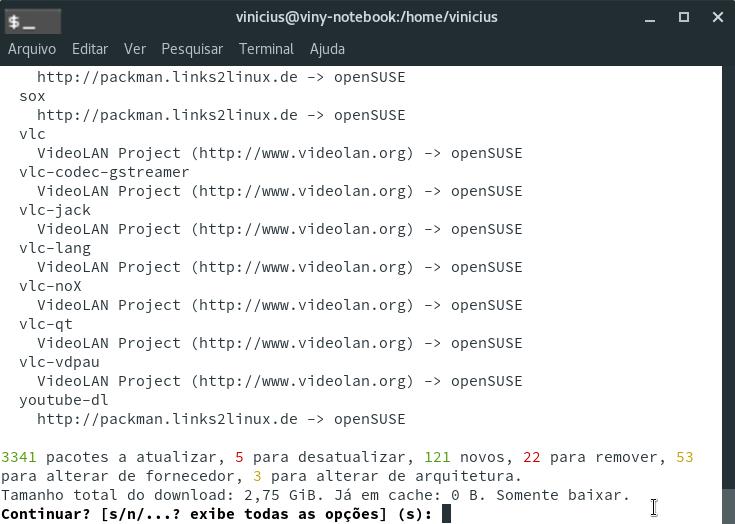 $_
vinicius@viny-notebook:/home/vinicius
Arquivo Editar Ver Pesquisar Terminal Ajuda
http://packman.links2linux.de -> openSUSE
sox
http://packman.links2linux.de -> openSUSE
vlc
VideoLAN Project (http://www.videolan.org) -> openSUSE
vlc-codec-gstreamer
VideoLAN Project (http://www.videolan.org) -> openSUSE
vlc-jack
VideoLAN Project (http://www.videolan.org) -> openSUSE
vlc-lang
VideoLAN Project (http://www.videolan.org) -> openSUSE
vlc-noX
VideoLAN Project (http://www.videolan.org) -> openSUSE
vlc-qt
VideoLAN Project (http://www.videolan.org) -> openSUSE
vlc-vdpau
VideoLAN Project (http://www.videolan.org) -> openSUSE
youtube-dl
http://packman.links2linux.de -> openSUSE
3341 pacotes a atualizar, 5 para desatualizar, 121 novos, 22 para remover, 53
para alterar de fornecedor, 3 para alterar de arquitetura.
Tamanho total do download: 2,75 GiB. Já em cache: 0 B. Somente baixar.
Continuar? [s/n/...? exibe todas as opções] (s):